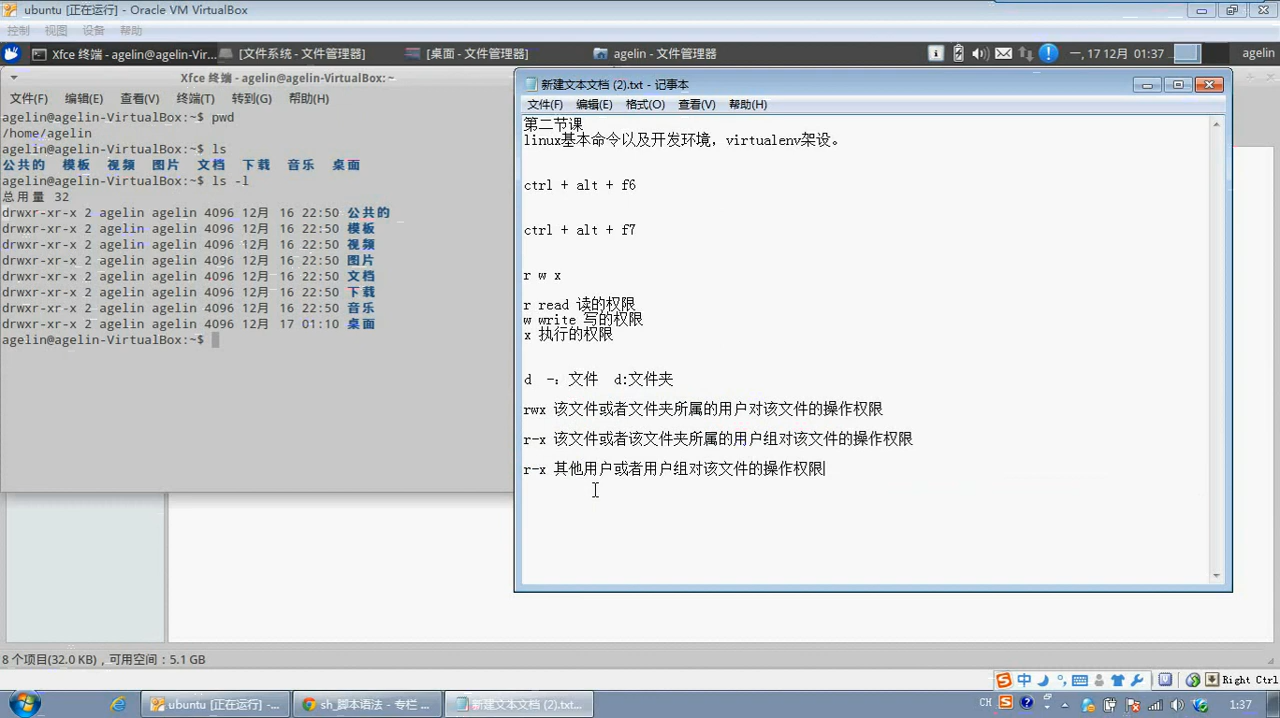 ubuntu [正在运行] - Oracle VM VirtualBox
控制 视图 设备 帮助
Xfce 终端 - agelin@agelin-Vir... [文件系统 - 文件管理器] [桌面 - 文件管理器] agelin - 文件管理器 一, 17 12月 01:37 agelin
Xfce 终端 - agelin@agelin-VirtualBox: ~
文件(F) 编辑(E) 查看(V) 终端(T) 转到(G) 帮助(H)
agelin@agelin-VirtualBox:~$ pwd
/home/agelin
agelin@agelin-VirtualBox:~$ ls
公共的 模板 视频 图片 文档 下载 音乐 桌面
agelin@agelin-VirtualBox:~$ ls -l
总用量 32
drwxr-xr-x 2 agelin agelin 4096 12月 16 22:50 公共的
drwxr-xr-x 2 agelin agelin 4096 12月 16 22:50 模板
drwxr-xr-x 2 agelin agelin 4096 12月 16 22:50 视频
drwxr-xr-x 2 agelin agelin 4096 12月 16 22:50 图片
drwxr-xr-x 2 agelin agelin 4096 12月 16 22:50 文档
drwxr-xr-x 2 agelin agelin 4096 12月 16 22:50 下载
drwxr-xr-x 2 agelin agelin 4096 12月 16 22:50 音乐
drwxr-xr-x 2 agelin agelin 4096 12月 17 01:10 桌面
agelin@agelin-VirtualBox:~$
新建文本文档 (2).txt - 记事本
文件(F) 编辑(E) 格式(O) 查看(V) 帮助(H)
第二节课
linux基本命令以及开发环境，virtualenv架设。
ctrl + alt + f6
ctrl + alt + f7
r w x
r read 读的权限
w write 写的权限
x 执行的权限
d -：文件 d:文件夹
rwx 该文件或者文件夹所属的用户对该文件的操作权限
r-x 该文件或者该文件夹所属的用户组对该文件的操作权限
r-x 其他用户或者用户组对该文件的操作权限
8 个项目(32.0 KB)，可用空间：5.1 GB
中 Right Ctrl
ubuntu [正在运行] -... sh_脚本语法 - 专栏 ... 新建文本文档 (2).txt... CH 1:37